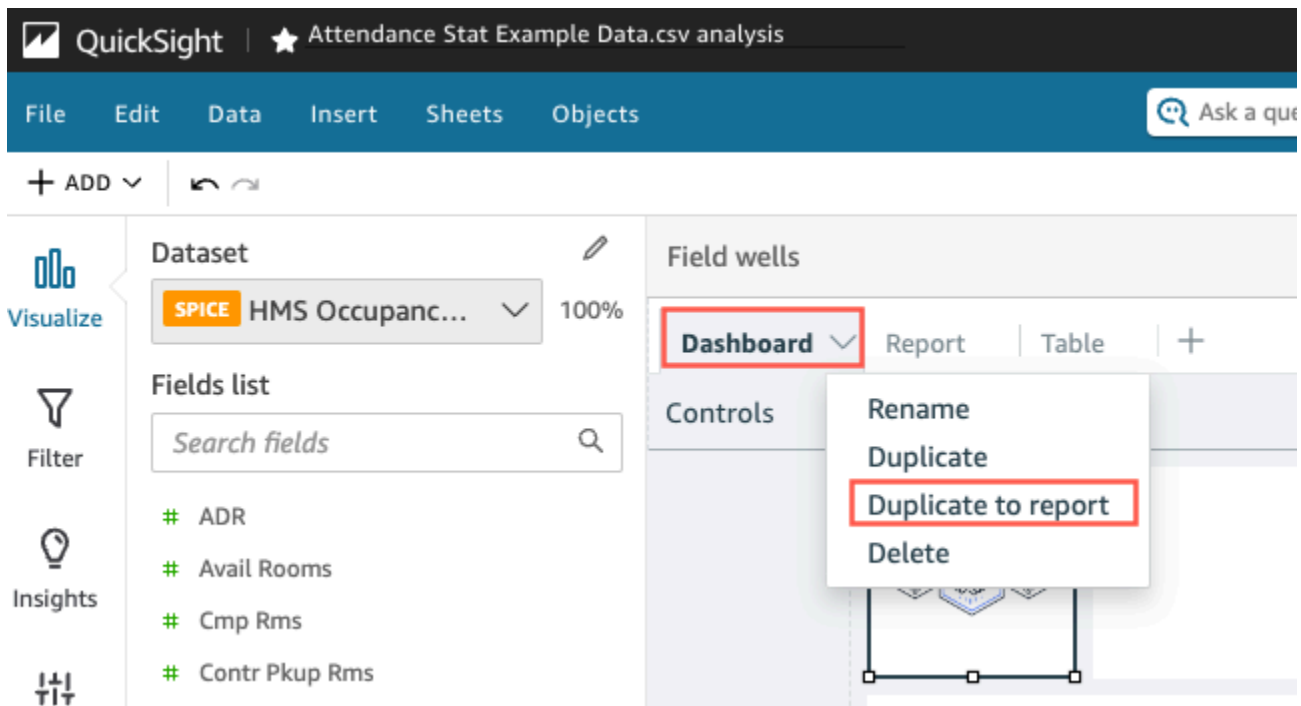 QuickSight
Attendance Stat Example Data.csv analysis
File Edit Data Insert Sheets Objects
Ask a que
ADD
Visualize
Filter
Insights
Dataset
SPICE HMS Occupanc... 100%
Fields list
Search fields
# ADR
# Avail Rooms
# Cmp Rms
# Contr Pkup Rms
Field wells
Dashboard Report Table
Controls
Rename
Duplicate
Duplicate to report
Delete